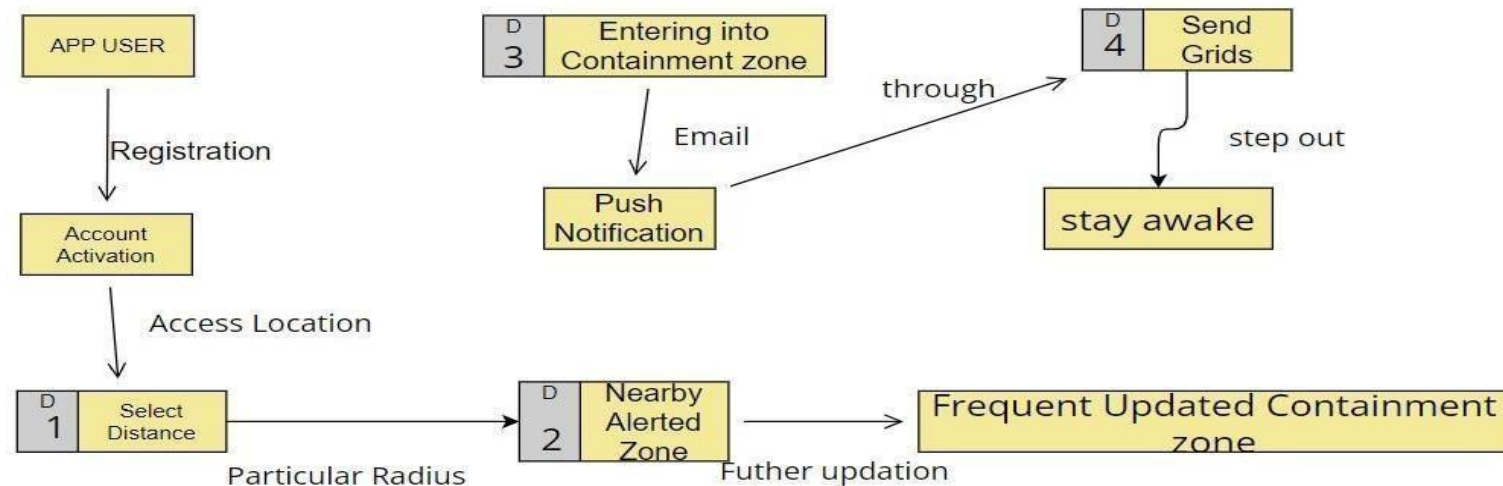 APP USER
D
3
Entering into
Containment zone
D
4
Send
Grids
through
Registration
Email
step out
Account
Activation
Push
Notification
stay awake
Access Location
D
1
Select
Distance
D
2
Nearby
Alerted
Zone
Frequent Updated Containment
zone
Particular Radius
Futher updation